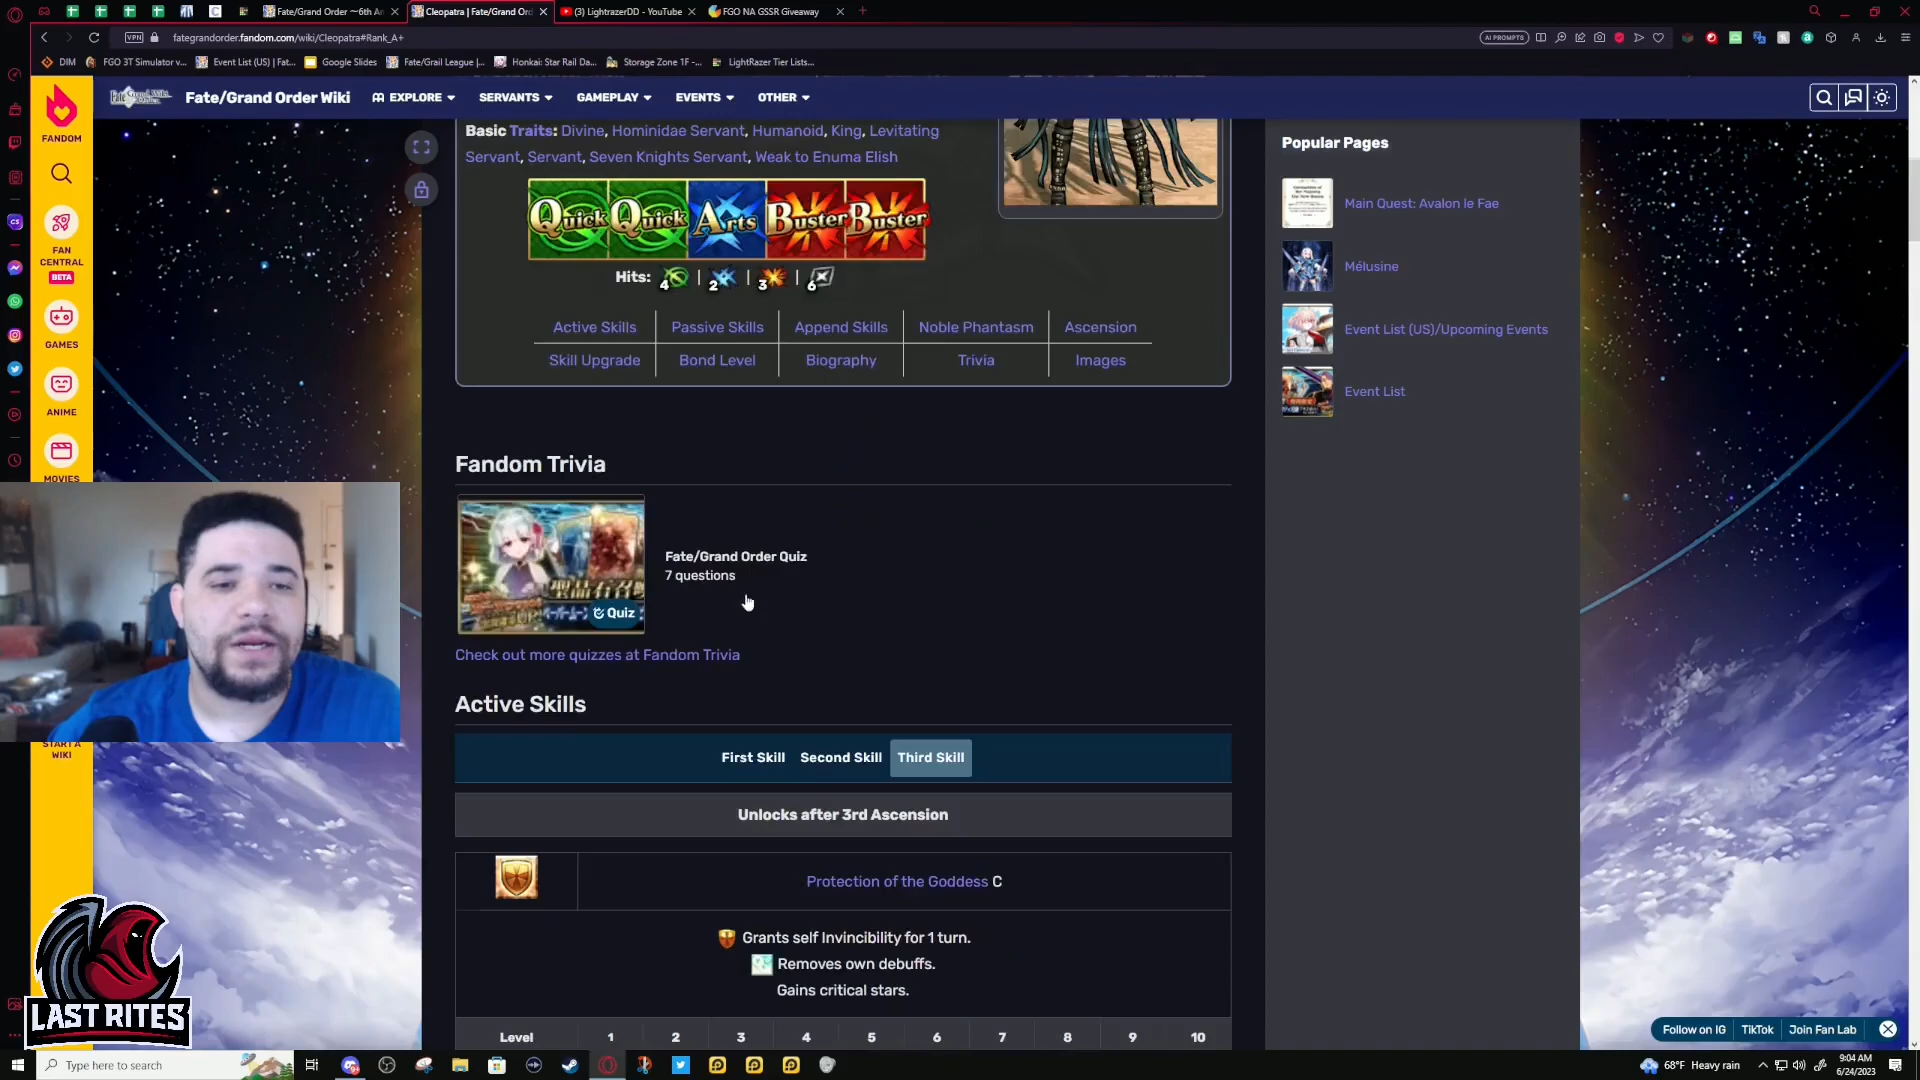 Fate/Grand Order ~6th An
Cleopatra | Fate/Grand Ord
(3) LightrazerDD - YouTube
FGO NA GSSR Giveaway
VPN
fategrandorder.fandom.com/wiki/Cleopatra#Rank_A+
AI PROMPTS
DIM
FGO 3T Simulator v...
Event List (US) | Fat...
Google Slides
Fate/Grail League |...
Honkai: Star Rail Da...
Storage Zone 1F -...
LightRazer Tier Lists...
FANDOM
Fate/Grand Order Wiki
EXPLORE
SERVANTS
GAMEPLAY
EVENTS
OTHER
FAN
CENTRAL
BETA
GAMES
ANIME
MOVIES
START A
WIKI
Basic Traits: Divine, Hominidae Servant, Humanoid, King, Levitating
Servant, Servant, Seven Knights Servant, Weak to Enuma Elish
Quick Quick Arts Buster Buster
Hits: 4 | 2 | 3 | 6
Active Skills
Passive Skills
Append Skills
Noble Phantasm
Ascension
Skill Upgrade
Bond Level
Biography
Trivia
Images
Popular Pages
Main Quest: Avalon le Fae
Mélusine
Event List (US)/Upcoming Events
Event List
Fandom Trivia
Quiz
Fate/Grand Order Quiz
7 questions
Check out more quizzes at Fandom Trivia
Active Skills
First Skill
Second Skill
Third Skill
Unlocks after 3rd Ascension
Protection of the Goddess C
Grants self Invincibility for 1 turn.
Removes own debuffs.
Gains critical stars.
Level 1 2 3 4 5 6 7 8 9 10
LAST RITES
Follow on IG
TikTok
Join Fan Lab
Type here to search
68°F Heavy rain
9:04 AM
6/24/2023